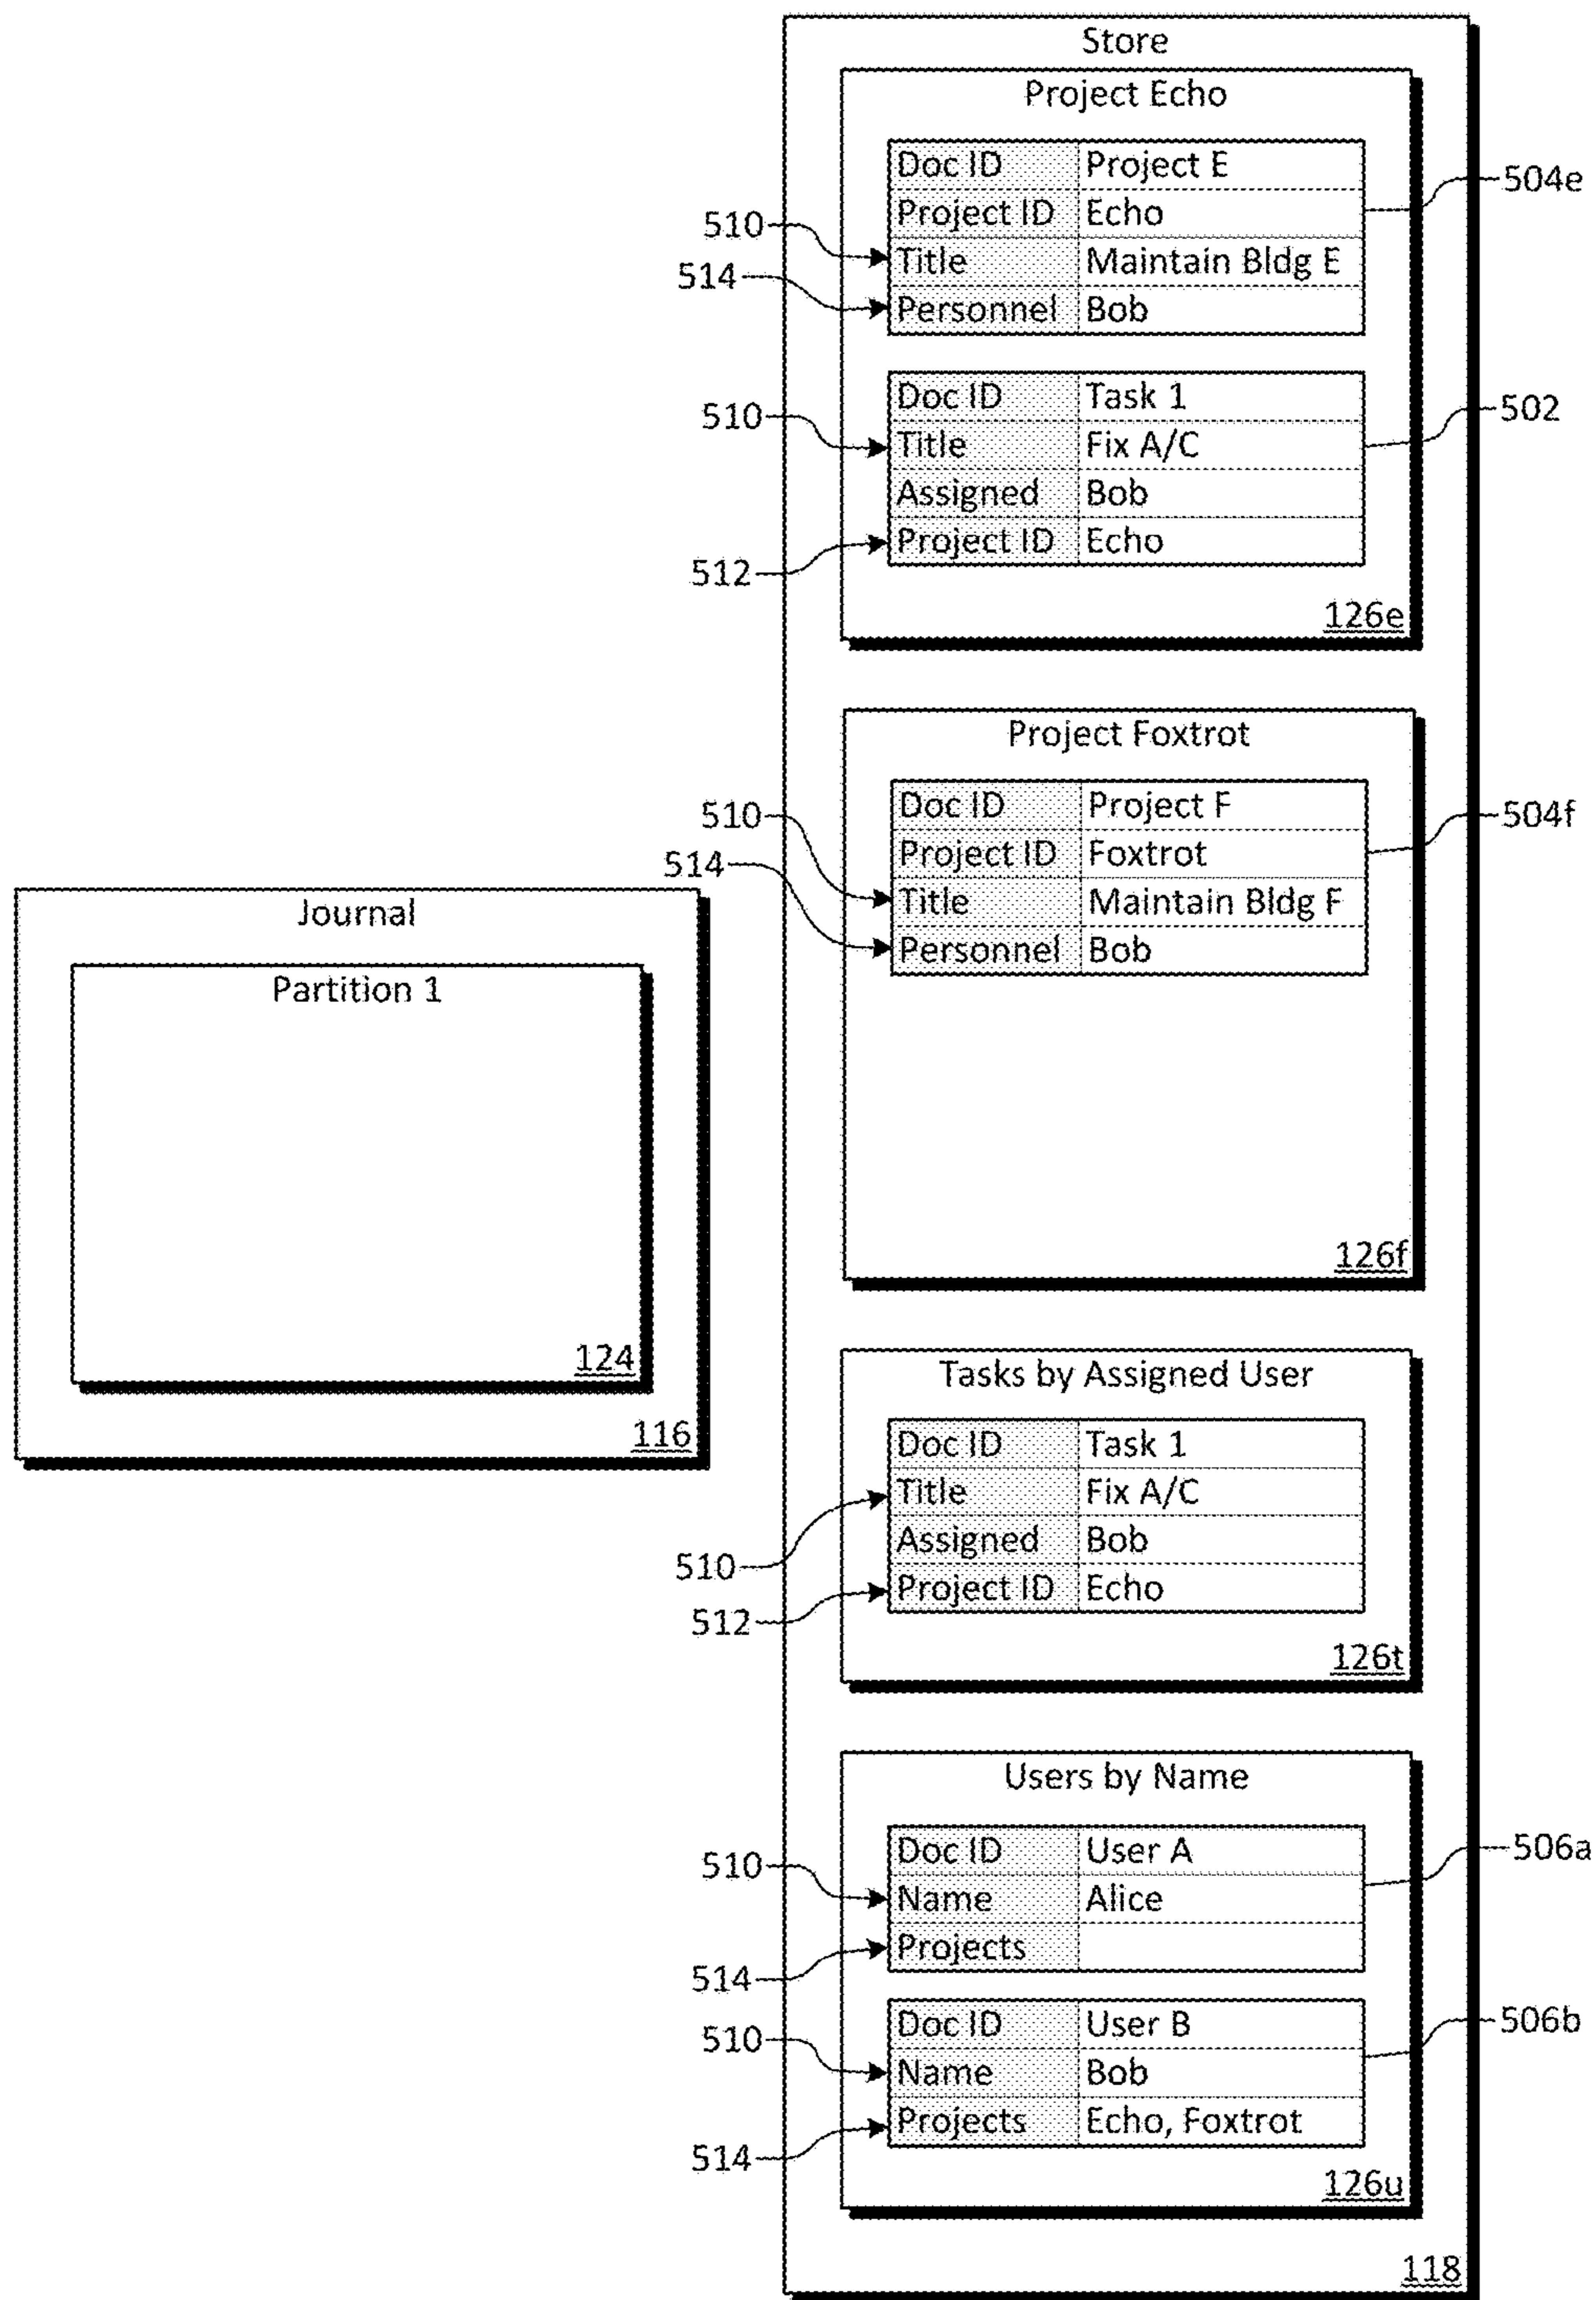 Store
Project Echo
Doc ID Project E
504e
Project ID Echo
510
Title Maintain Bldg E
514
Personnel Bob
Doc ID Task 1
510
502
Title Fix A/C
Assigned Bob
Project ID Echo
512
126e
Project Foxtrot
Doc ID Project F
510
504f
Project ID Foxtrot
514
Title Maintain Bldg F
Personnel Bob
126f
Journal
Partition 1
124
116
Tasks by Assigned User
Doc ID Task 1
Title Fix A/C
Assigned Bob
510
Project ID Echo
512
126t
Users by Name
Doc ID User A
506a
510
Name Alice
Projects
514
Doc ID User B
506b
510
Name Bob
Projects Echo, Foxtrot
514
126u
118